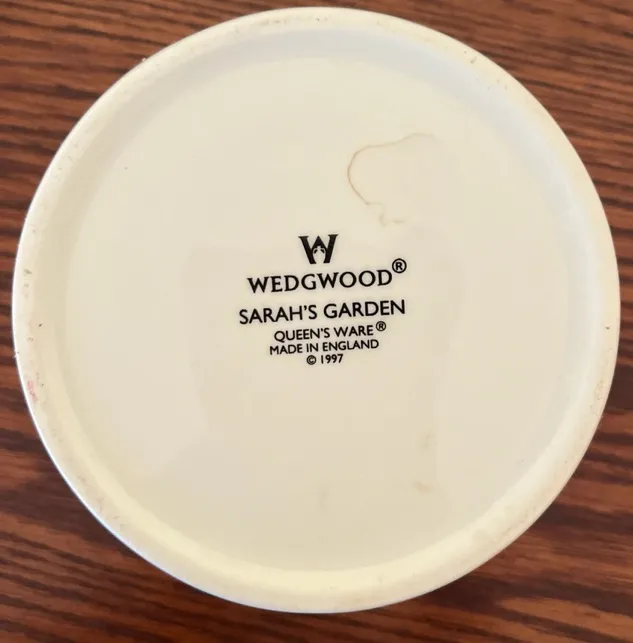 W
WEDGWOOD®
SARAH'S GARDEN
QUEEN'S WARE®
MADE IN ENGLAND
© 1997